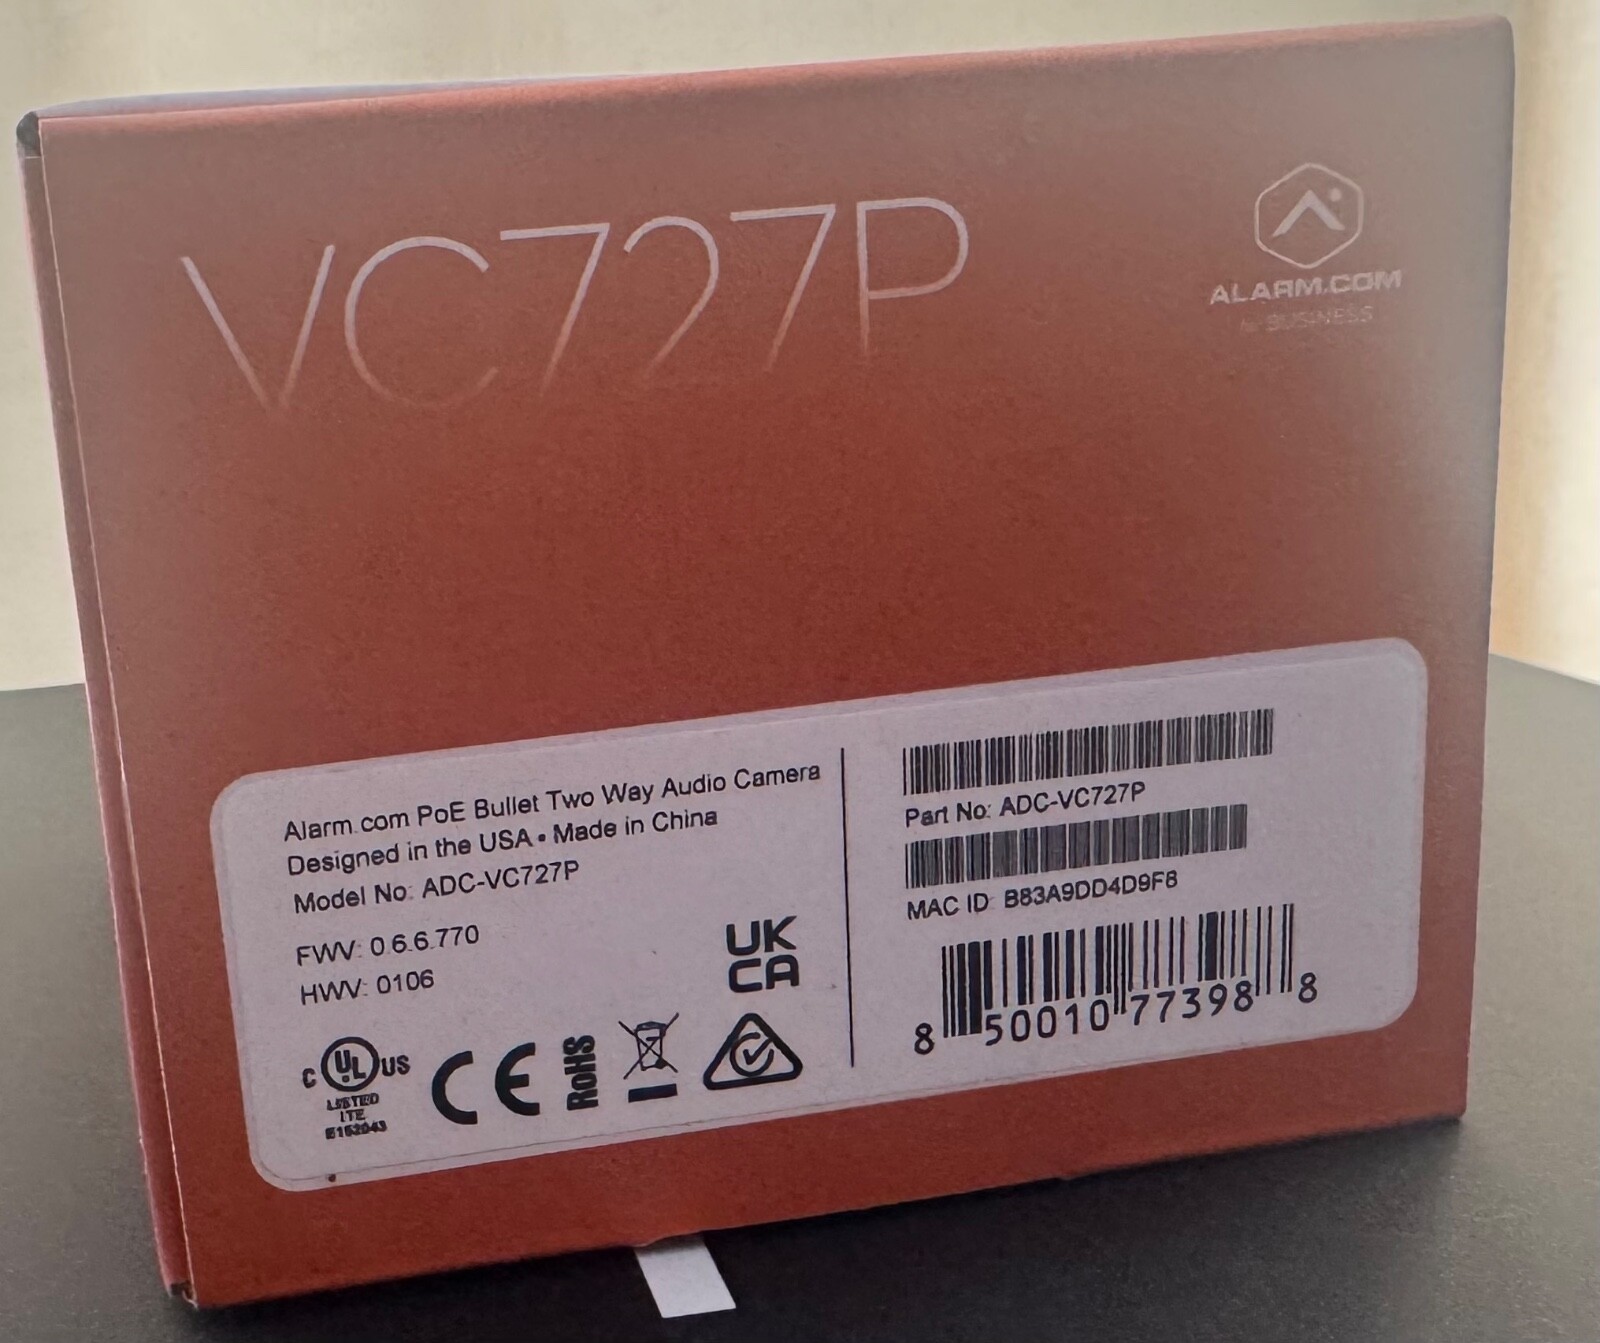 VC727P
ALARM.COM
for BUSINESS
Alarm.com PoE Bullet Two Way Audio Camera
Designed in the USA • Made in China
Model No: ADC-VC727P
FWV: 0.6.6.770
HWV: 0106
UK
CA
C UL US
LISTED
ITE
E152043
CE
RoHS
Part No: ADC-VC727P
MAC ID: B83A9DD4D9F8
8 50010 77398 8